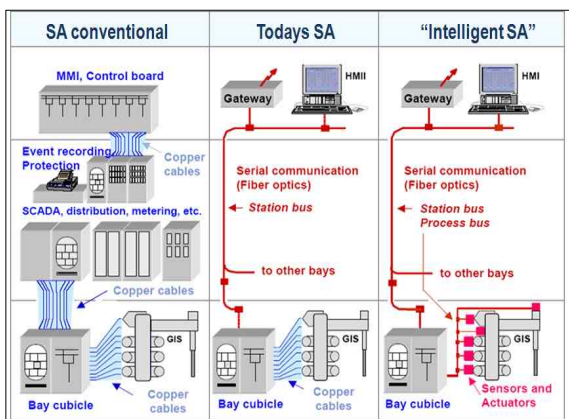 SA conventional
Todays SA
“Intelligent SA”
MMI, Control board
Copper
cables
Event recording,
Protection
SCADA, distribution, metering, etc.
Copper cables
GIS
Bay cubicle
Copper
cables
HMII
Gateway
Serial communication
(Fiber optics)
Station bus
to other bays
GIS
Bay cubicle
Copper
cables
HMI
Gateway
Serial communication
(Fiber optics)
Station bus
Process bus
to other bays
GIS
Bay cubicle
Sensors and
Actuators